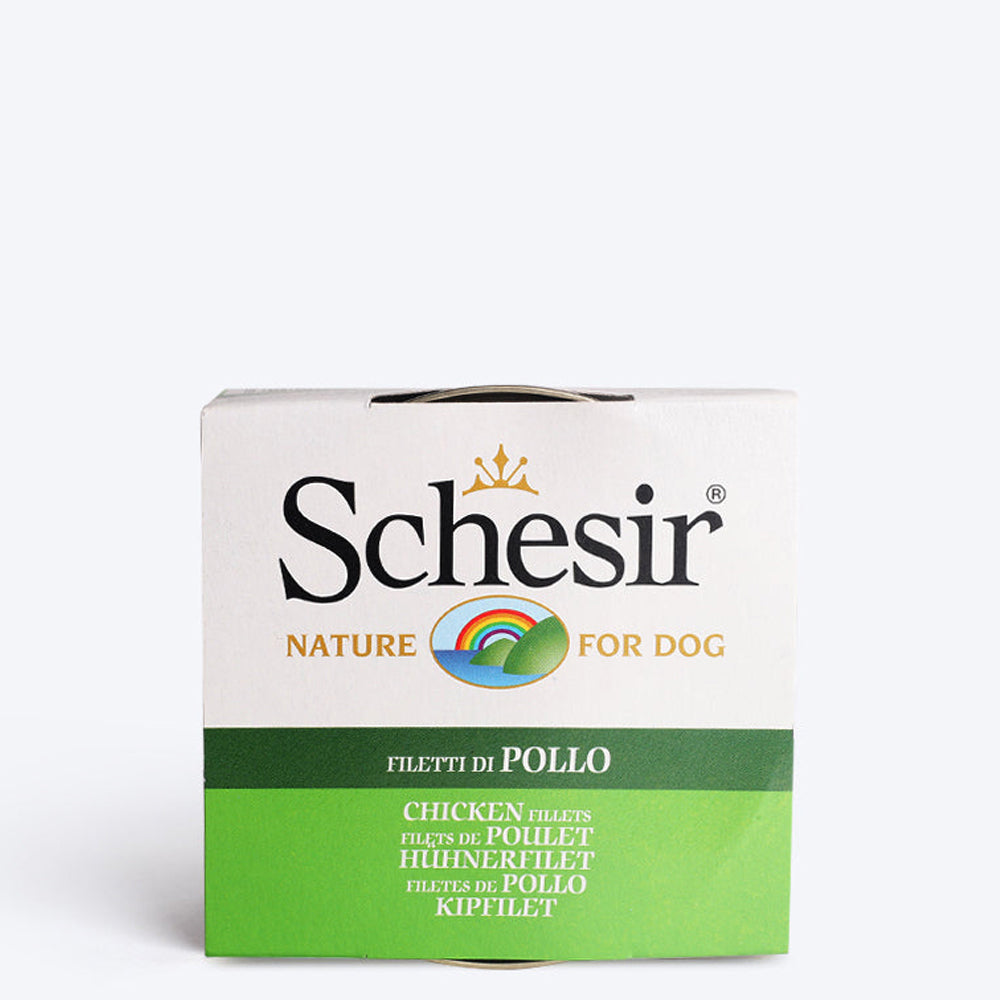 Schesir®
NATURE FOR DOG
FILETTI DI POLLO
CHICKEN FILLETS
FILETS DE POULET
HÜHNERFILET
FILETES DE POLLO
KIPFILET